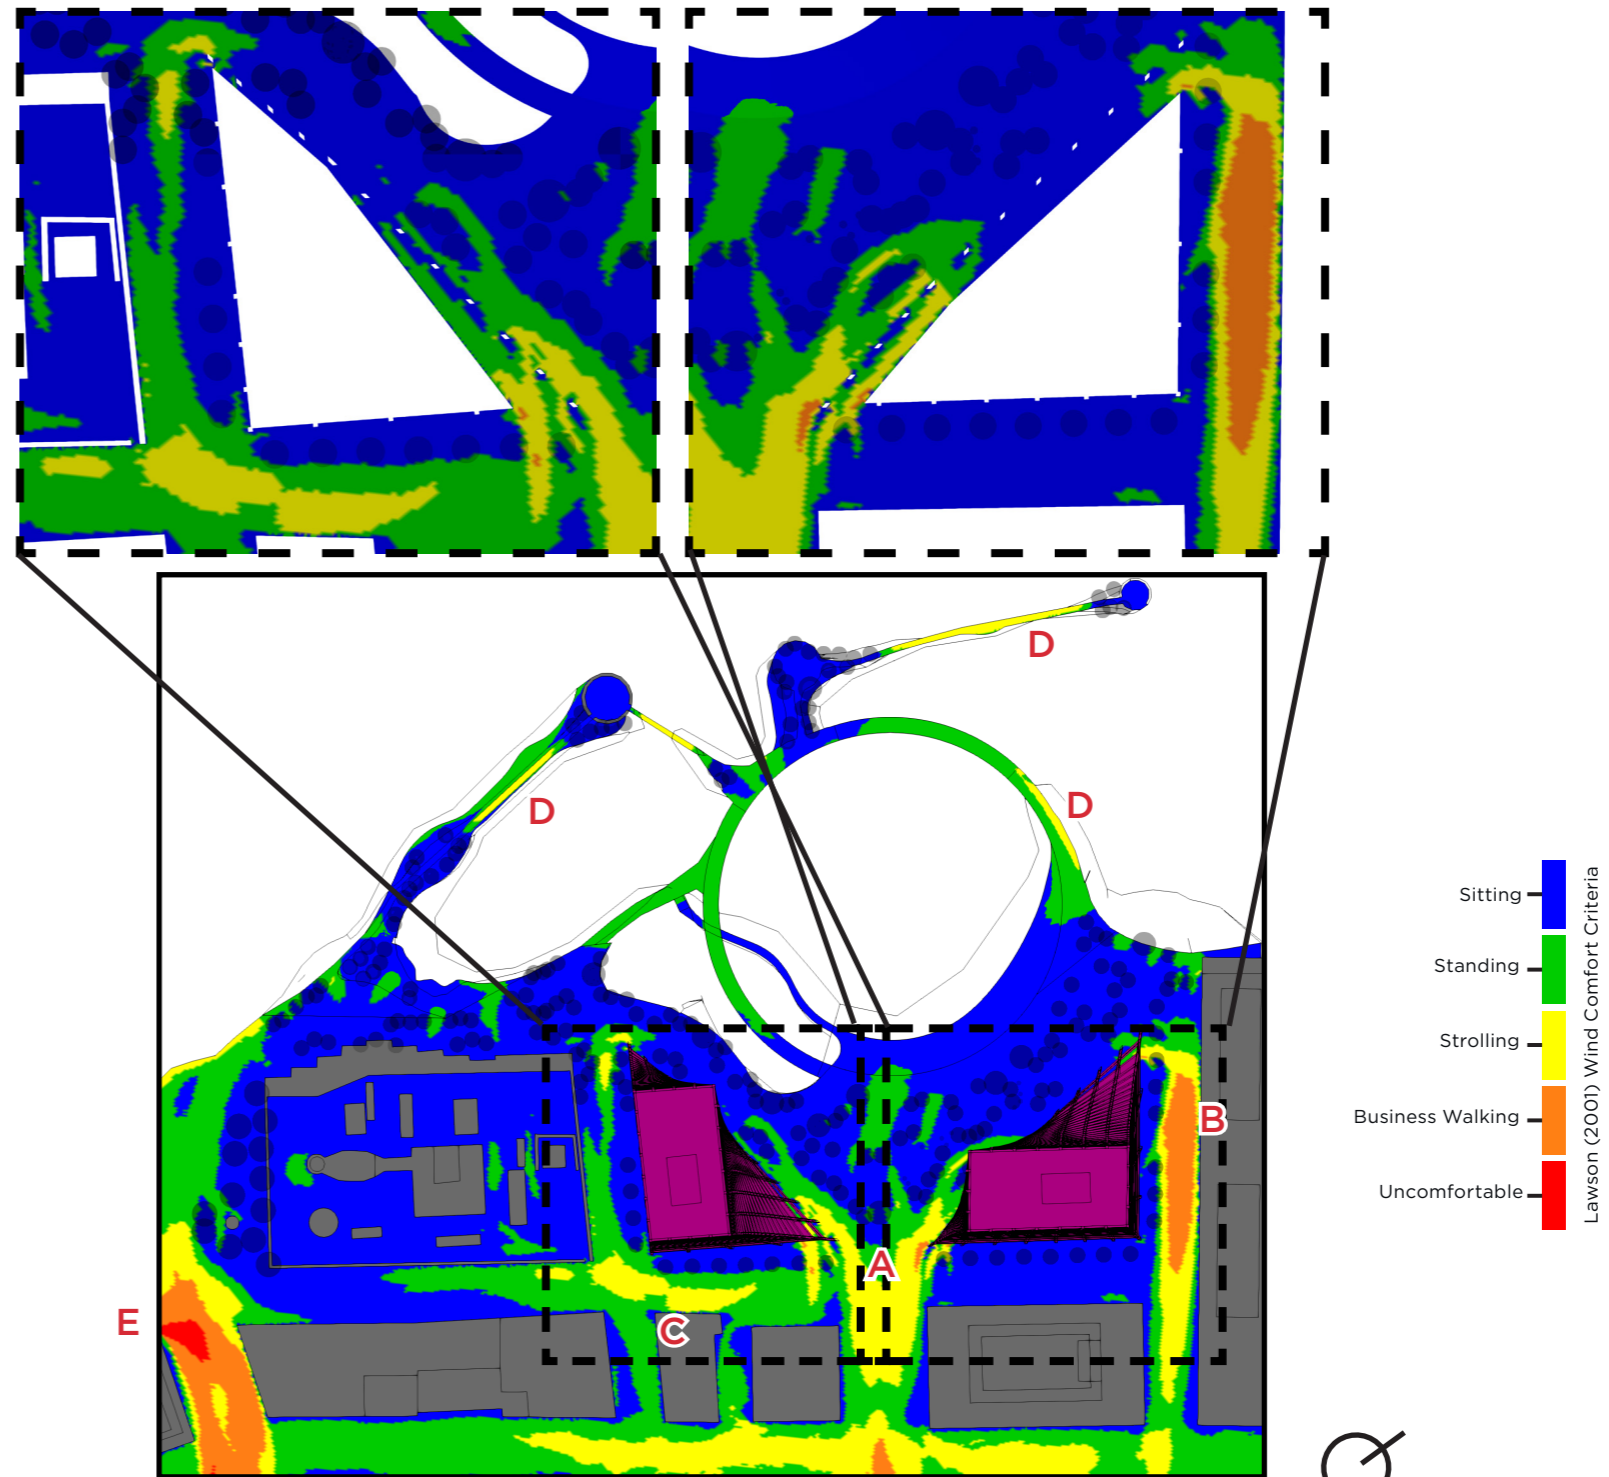 D
D
D
B
A
C
E
Sitting
Standing
Strolling
Business Walking
Uncomfortable
Lawson (2001) Wind Comfort Criteria